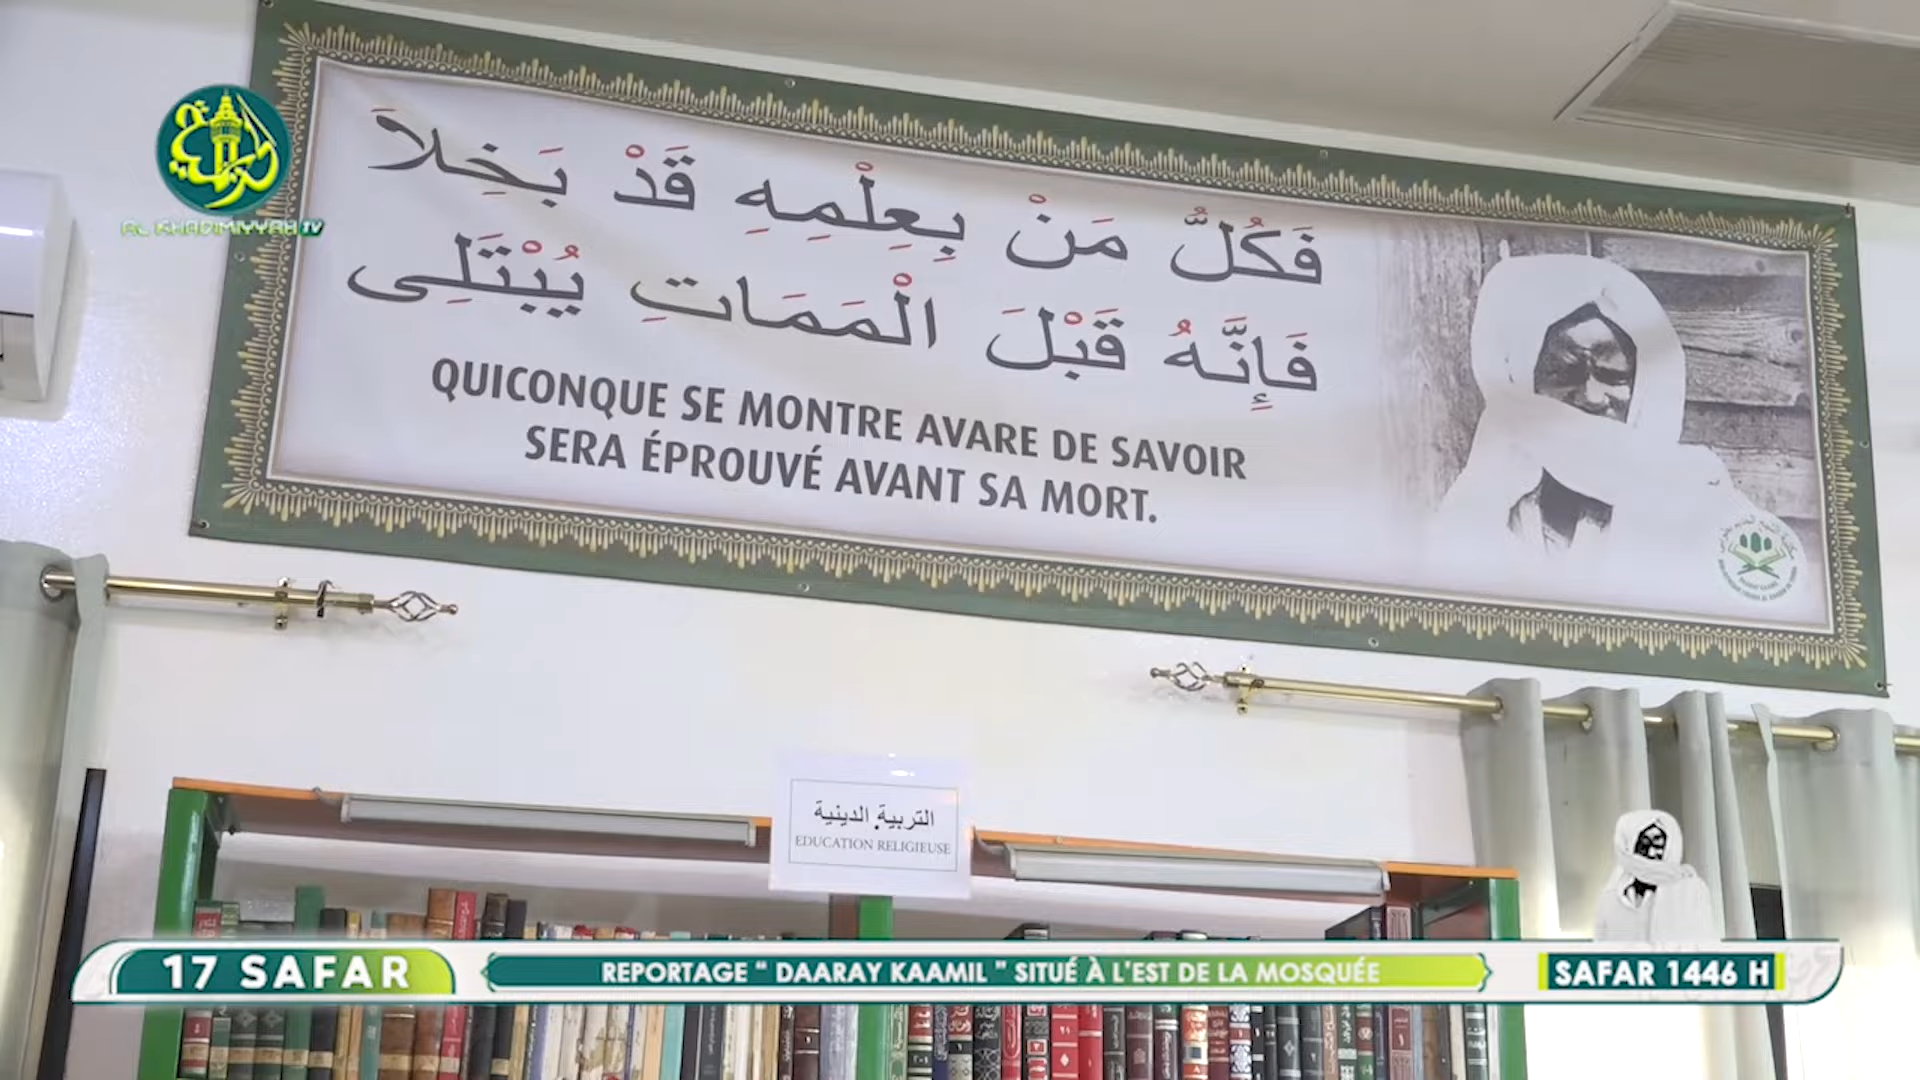 فَكُلُّ مَنْ بِعِلْمِهِ قَدْ بَخِلاَ
فَإِنَّهُ قَبْلَ الْمَمَاتِ يُبْتَلِى
QUICONQUE SE MONTRE AVARE DE SAVOIR
SERA ÉPROUVÉ AVANT SA MORT.
AL KHADIMIYYAH TV
التربية الدينية
EDUCATION RELIGIEUSE
17 SAFAR
REPORTAGE “ DAARAY KAAMIL ” SITUÉ À L’EST DE LA MOSQUÉE
SAFAR 1446 H